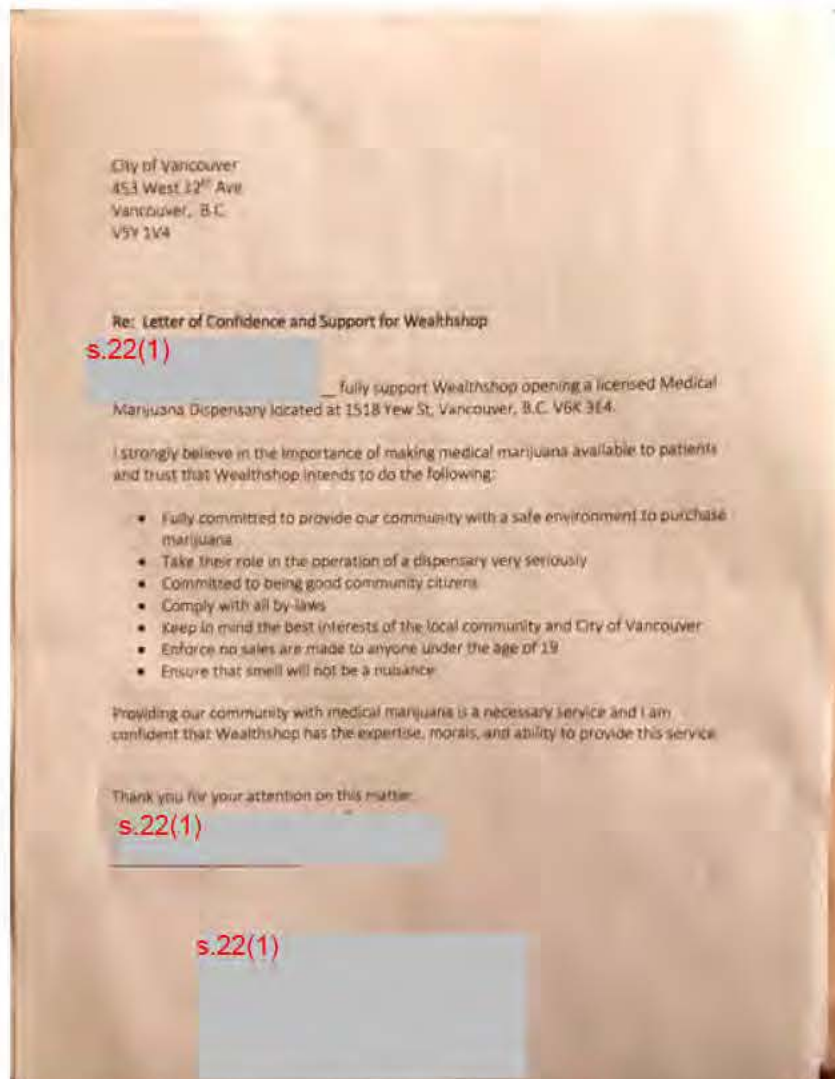 City of Vancouver
453 West 12th Ave
Vancouver, B.C.
V5Y 1V4
Re: Letter of Confidence and Support for Wealthshop
s.22(1)
_ fully support Wealthshop opening a licensed Medical
Marijuana Dispensary located at 1518 Yew St, Vancouver, B.C. V6K 3E4.
I strongly believe in the importance of making medical marijuana available to patients
and trust that Wealthshop intends to do the following:
• Fully committed to provide our community with a safe environment to purchase
marijuana
• Take their role in the operation of a dispensary very seriously
• Committed to being good community citizens
• Comply with all by-laws
• Keep in mind the best interests of the local community and City of Vancouver
• Enforce no sales are made to anyone under the age of 19
• Ensure that smell will not be a nuisance
Providing our community with medical marijuana is a necessary service and I am
confident that Wealthshop has the expertise, morals, and ability to provide this service
Thank you for your attention on this matter.
s.22(1)
s.22(1)